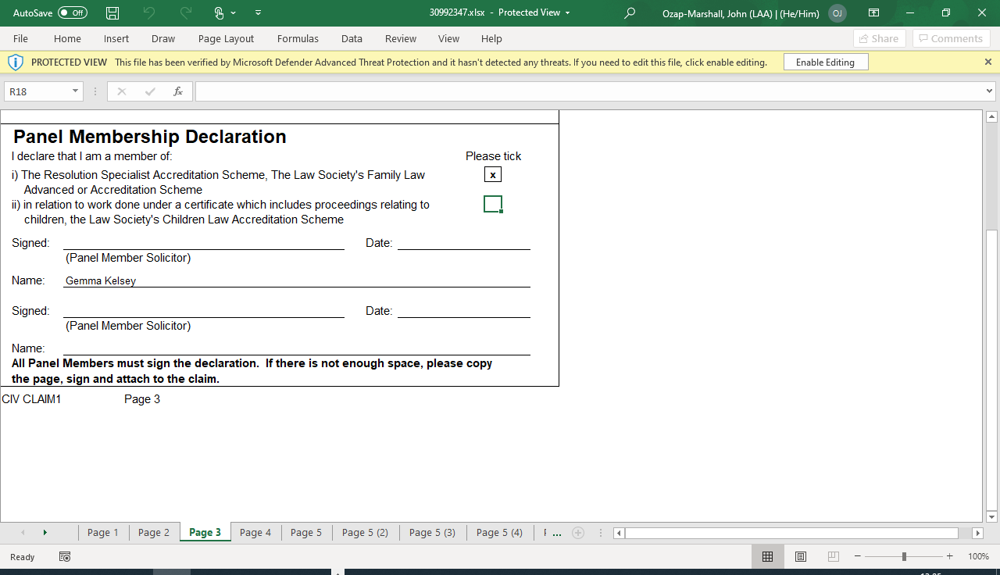 AutoSave Off 30992347.xlsx - Protected View Ozap-Marshall, John (LAA) | (He/Him) OJ
File Home Insert Draw Page Layout Formulas Data Review View Help Share Comments
PROTECTED VIEW This file has been verified by Microsoft Defender Advanced Threat Protection and it hasn't detected any threats. If you need to edit this file, click enable editing. Enable Editing
R18 fx
Panel Membership Declaration
I declare that I am a member of: Please tick
i) The Resolution Specialist Accreditation Scheme, The Law Society's Family Law x
Advanced or Accreditation Scheme
ii) in relation to work done under a certificate which includes proceedings relating to
children, the Law Society's Children Law Accreditation Scheme
Signed: Date:
(Panel Member Solicitor)
Name: Gemma Kelsey
Signed: Date:
(Panel Member Solicitor)
Name:
All Panel Members must sign the declaration. If there is not enough space, please copy
the page, sign and attach to the claim.
CIV CLAIM1 Page 3
Page 1 Page 2 Page 3 Page 4 Page 5 Page 5 (2) Page 5 (3) Page 5 (4) ...
Ready 100%